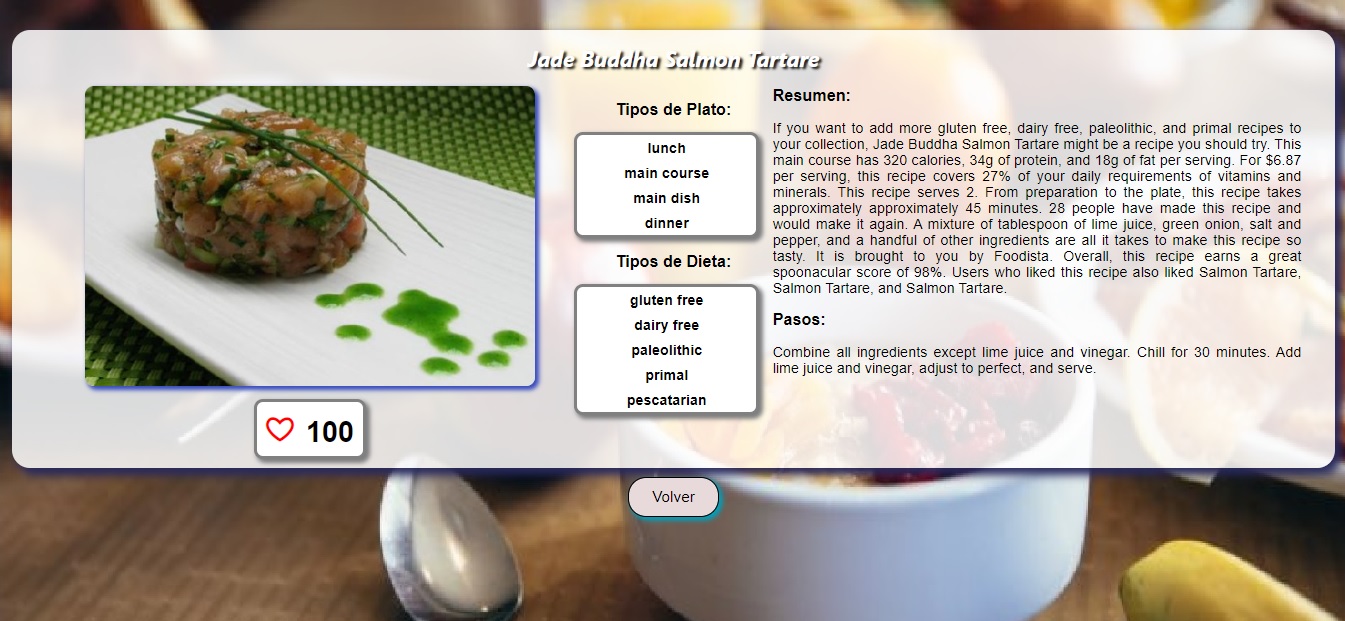 Jade Buddha Salmon Tartare
100
Tipos de Plato:
lunch
main course
main dish
dinner
Tipos de Dieta:
gluten free
dairy free
paleolithic
primal
pescatarian
Resumen:
If you want to add more gluten free, dairy free, paleolithic, and primal recipes to
your collection, Jade Buddha Salmon Tartare might be a recipe you should try. This
main course has 320 calories, 34g of protein, and 18g of fat per serving. For $6.87
per serving, this recipe covers 27% of your daily requirements of vitamins and
minerals. This recipe serves 2. From preparation to the plate, this recipe takes
approximately approximately 45 minutes. 28 people have made this recipe and
would make it again. A mixture of tablespoon of lime juice, green onion, salt and
pepper, and a handful of other ingredients are all it takes to make this recipe so
tasty. It is brought to you by Foodista. Overall, this recipe earns a great
spoonacular score of 98%. Users who liked this recipe also liked Salmon Tartare,
Salmon Tartare, and Salmon Tartare.
Pasos:
Combine all ingredients except lime juice and vinegar. Chill for 30 minutes. Add
lime juice and vinegar, adjust to perfect, and serve.
Volver